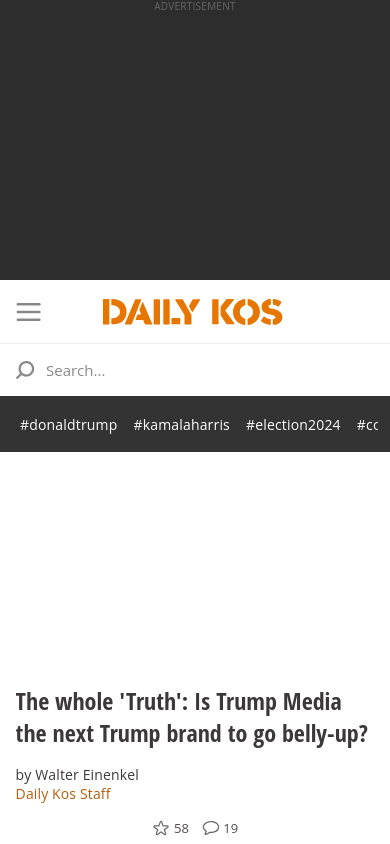 ADVERTISEMENT
DAILY KOS
Search...
#donaldtrump #kamalaharris #election2024
The whole 'Truth': Is Trump Media
the next Trump brand to go belly-up?
by Walter Einenkel
Daily Kos Staff
58 19